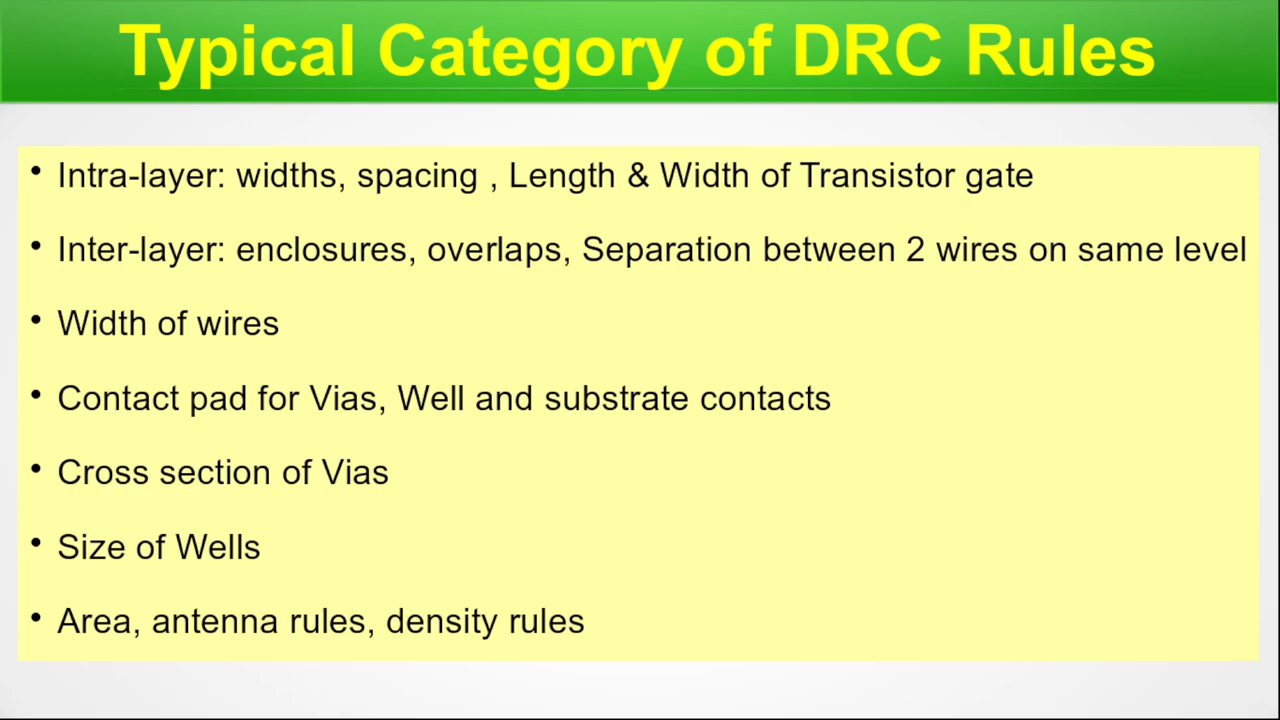 Typical Category of DRC Rules
• Intra-layer: widths, spacing , Length & Width of Transistor gate
• Inter-layer: enclosures, overlaps, Separation between 2 wires on same level
• Width of wires
• Contact pad for Vias, Well and substrate contacts
• Cross section of Vias
• Size of Wells
• Area, antenna rules, density rules